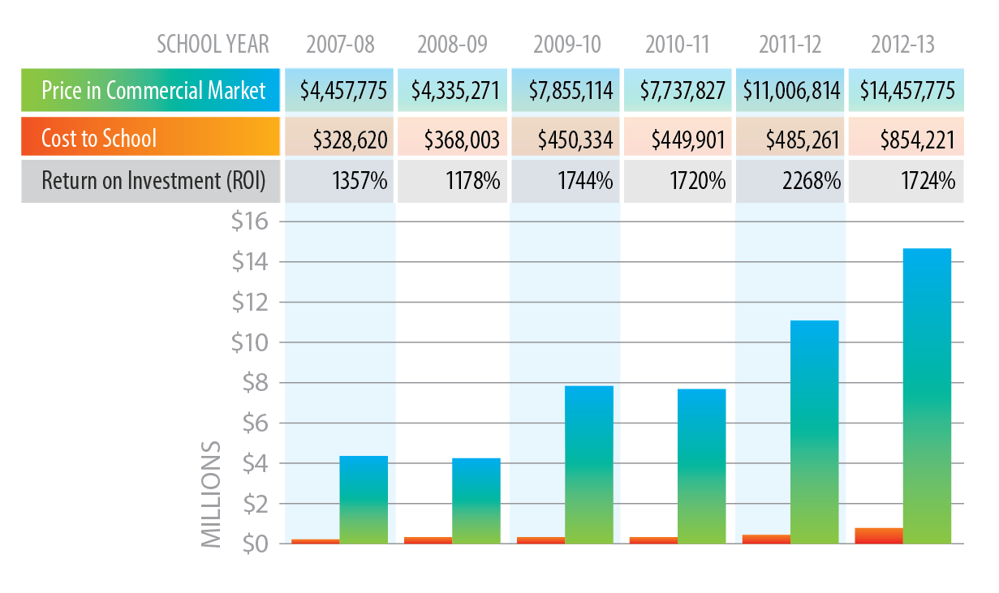 SCHOOL YEAR 2007-08 2008-09 2009-10 2010-11 2011-12 2012-13
Price in Commercial Market $4,457,775 $4,335,271 $7,855,114 $7,737,827 $11,006,814 $14,457,775
Cost to School $328,620 $368,003 $450,334 $449,901 $485,261 $854,221
Return on Investment (ROI) 1357% 1178% 1744% 1720% 2268% 1724%
$16
$14
$12
$10
$8
$6
$4
$2
$0
MILLIONS